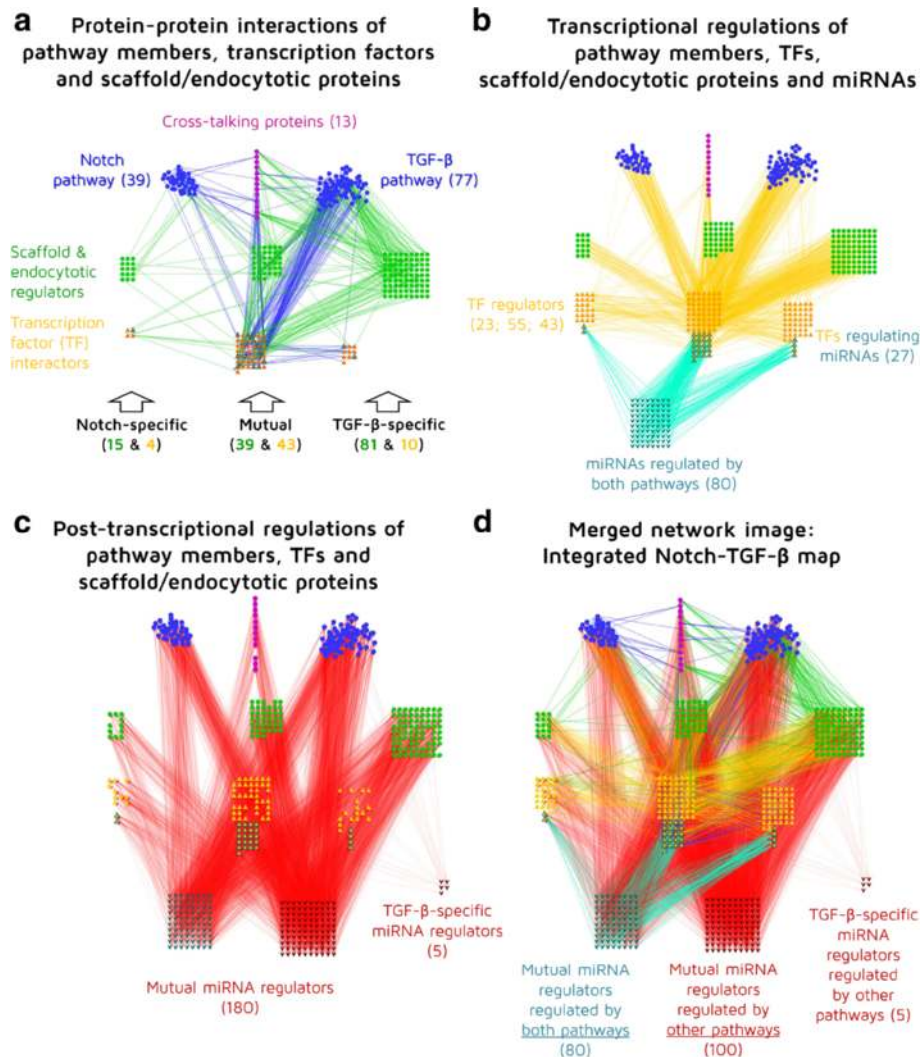 a
Protein-protein interactions of
pathway members, transcription factors
and scaffold/endocytotic proteins
Cross-talking proteins (13)
Notch
pathway (39)
TGF-β
pathway (77)
Scaffold &
endocytotic
regulators
Transcription
factor (TF)
interactors
Notch-specific
(15 & 4)
Mutual
(39 & 43)
TGF-β-specific
(81 & 10)
b
Transcriptional regulations of
pathway members, TFs,
scaffold/endocytotic proteins and miRNAs
TF regulators
(23; 55; 43)
TFs regulating
miRNAs (27)
miRNAs regulated by
both pathways (80)
c
Post-transcriptional regulations of
pathway members, TFs and
scaffold/endocytotic proteins
TGF-β-specific
miRNA regulators
(5)
Mutual miRNA regulators
(180)
d
Merged network image:
Integrated Notch-TGF-β map
Mutual miRNA
regulators
regulated by
both pathways
(80)
Mutual miRNA
regulators
regulated by
other pathways
(100)
TGF-β-specific
miRNA
regulators
regulated
by other
pathways (5)